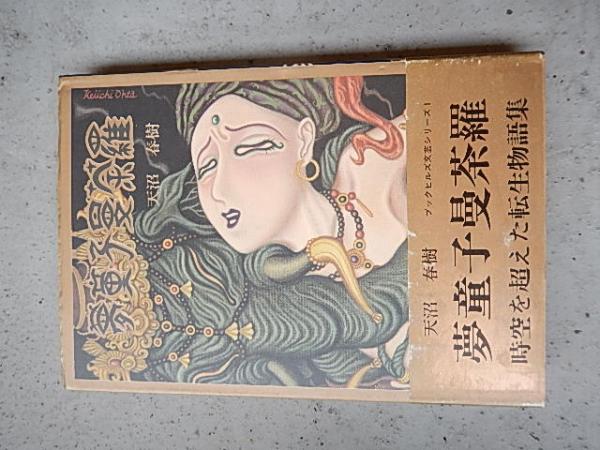 Keiichi Ohta
夢童子曼荼羅
天沼 春樹
ブックヒルズ文芸シリーズ1
天沼 春樹
夢童子曼荼羅
時空を超えた転生物語集